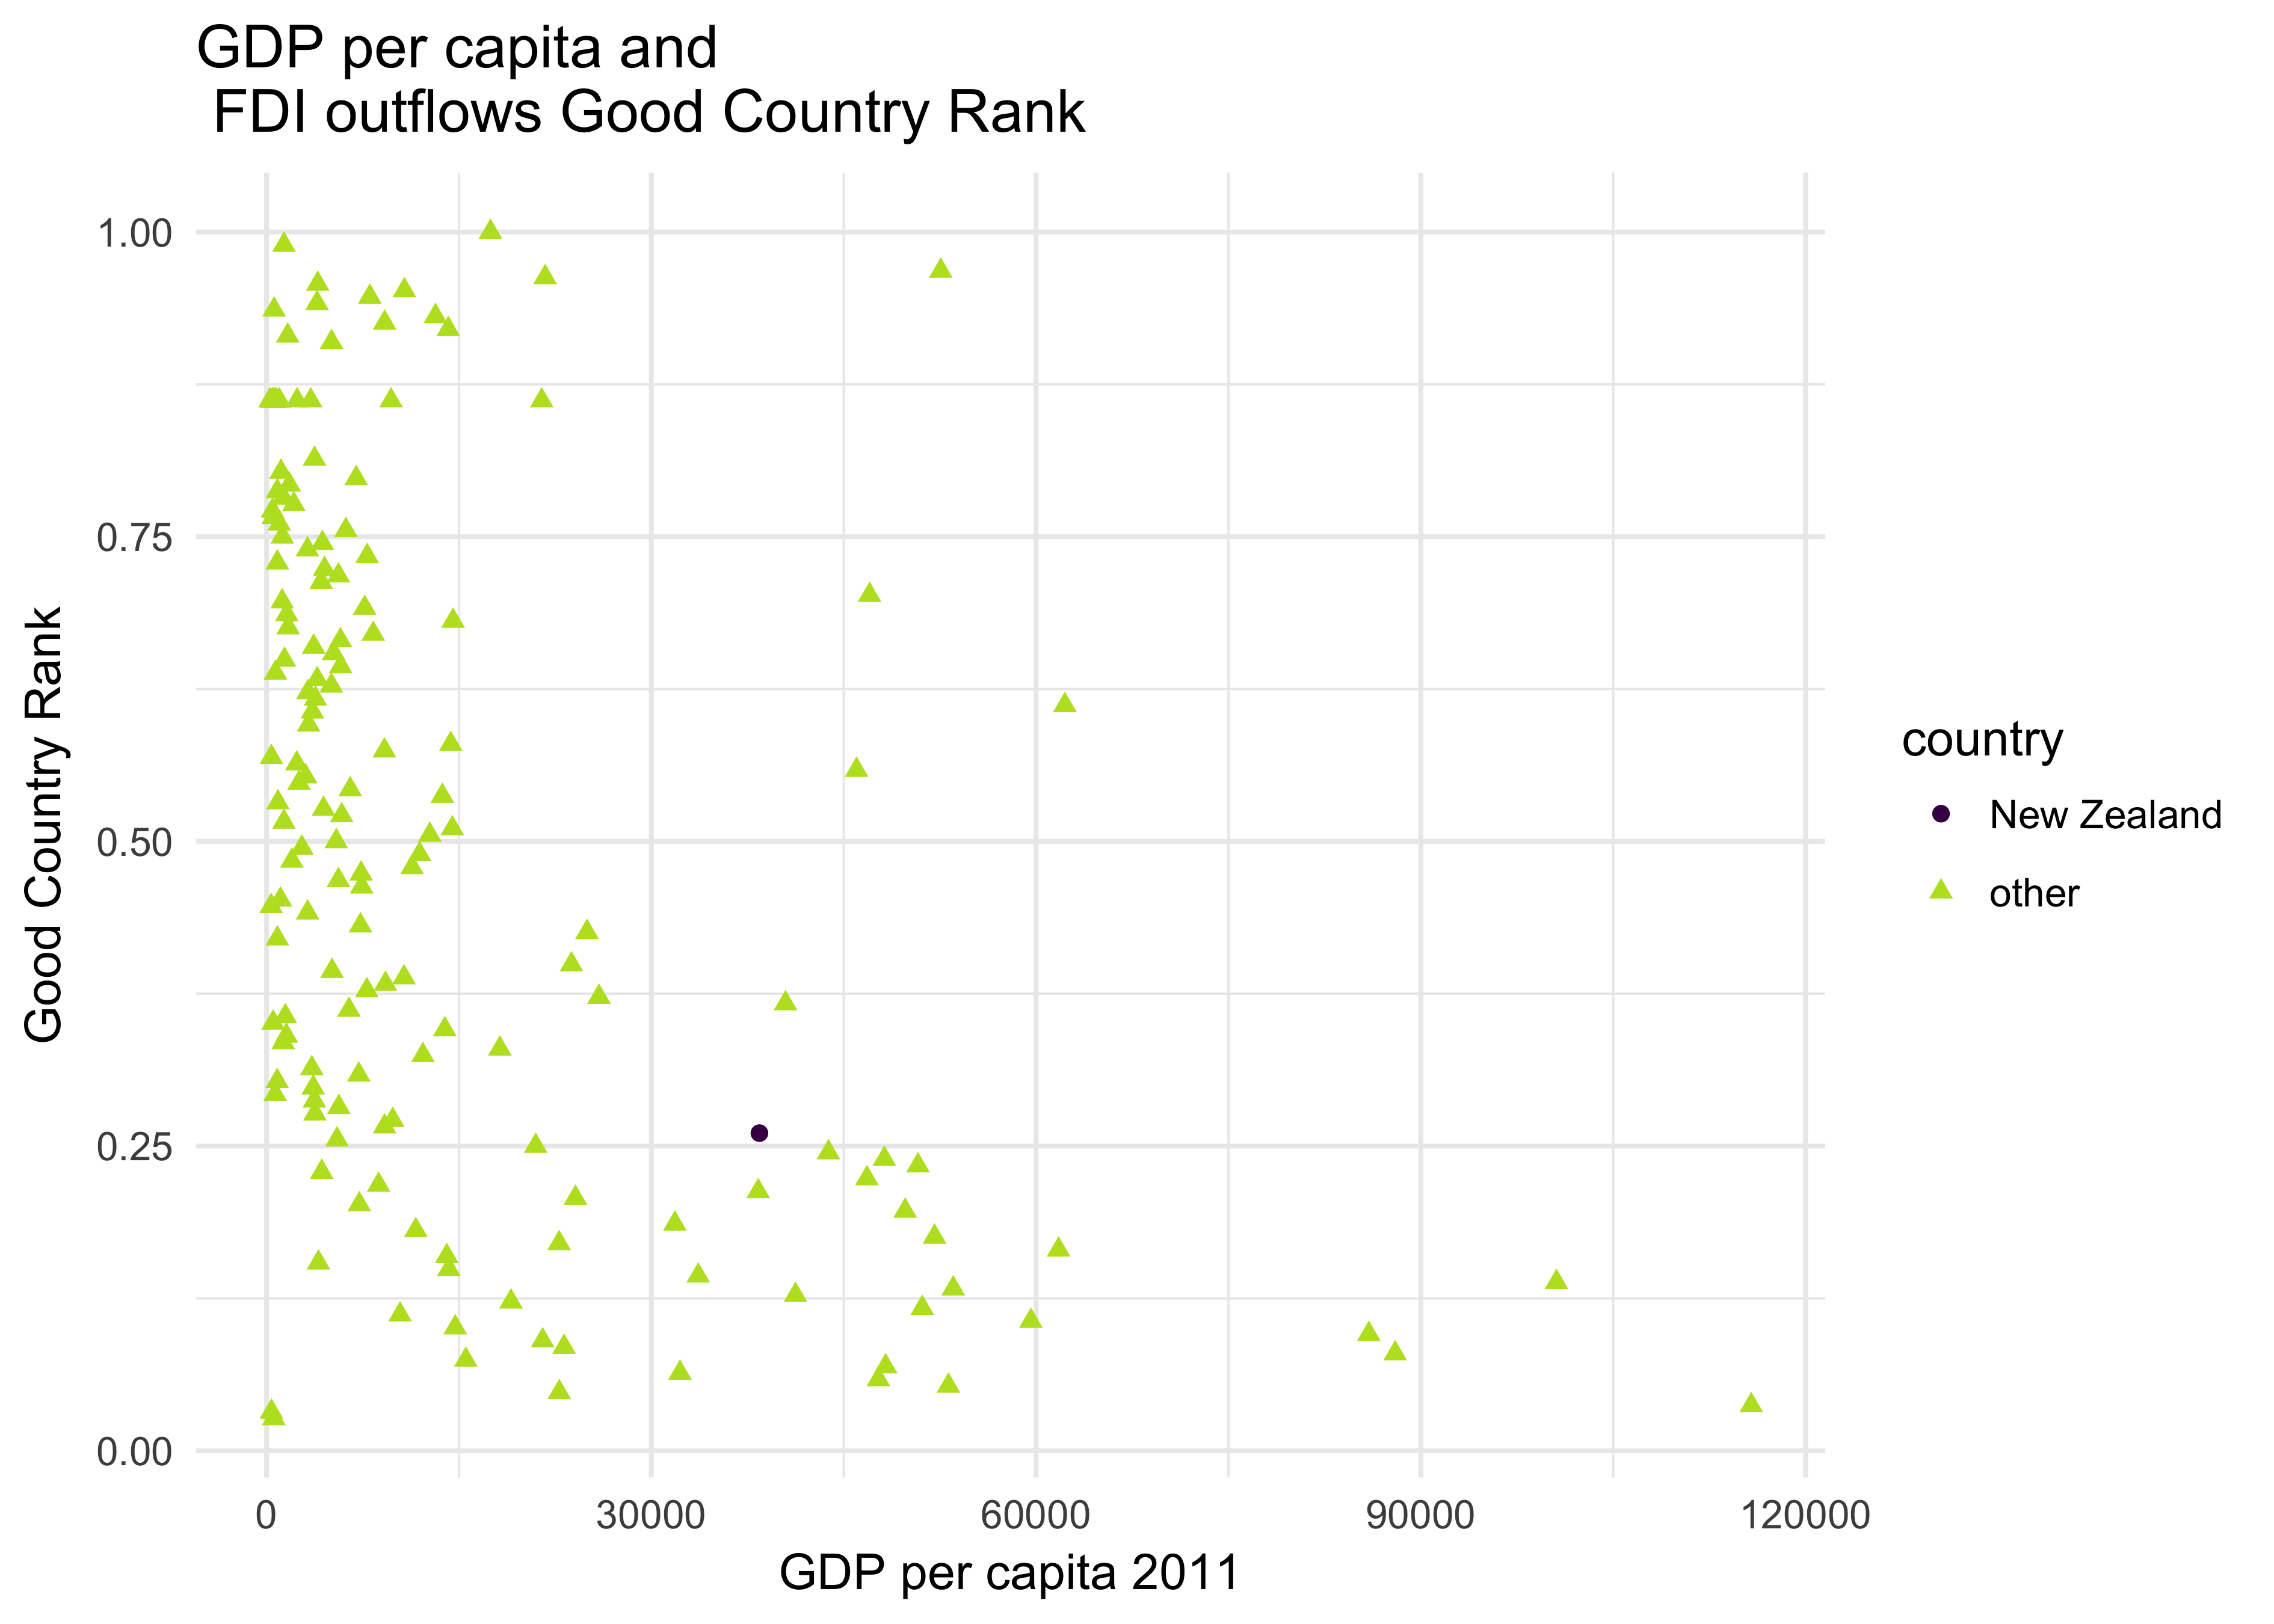 GDP per capita and
FDI outflows Good Country Rank
1.00
0.75
0.50
0.25
0.00
Good Country Rank
0
30000
60000
90000
120000
GDP per capita 2011
country
New Zealand
other